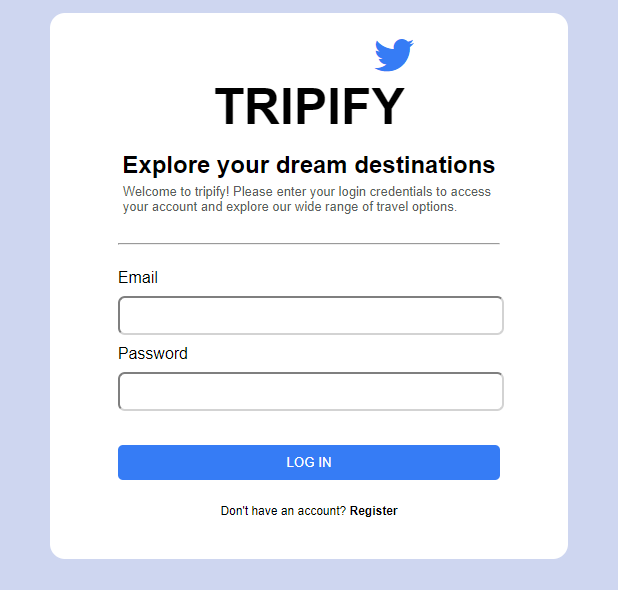 TRIPIFY
Explore your dream destinations
Welcome to tripify! Please enter your login credentials to access
your account and explore our wide range of travel options.
Email
Password
LOG IN
Don't have an account? Register